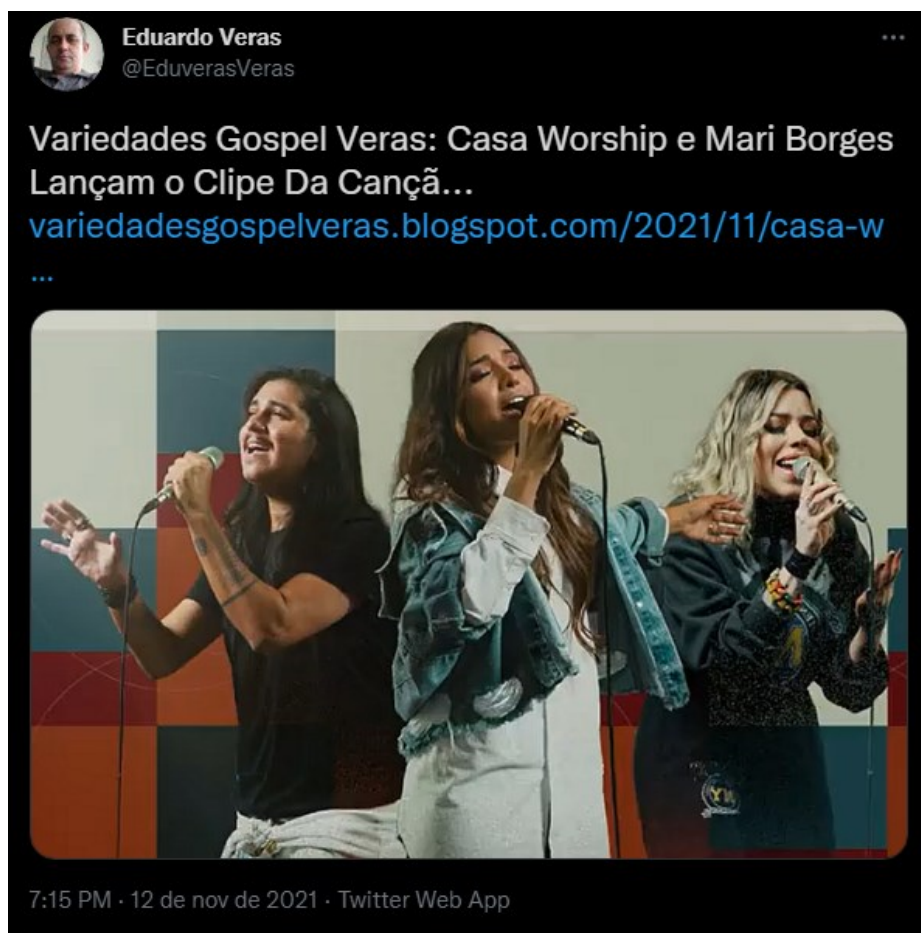 Eduardo Veras
@EduverasVeras
Variedades Gospel Veras: Casa Worship e Mari Borges
Lançam o Clipe Da Cançã...
variedadesgospelveras.blogspot.com/2021/11/casa-w
...
7:15 PM · 12 de nov de 2021 · Twitter Web App